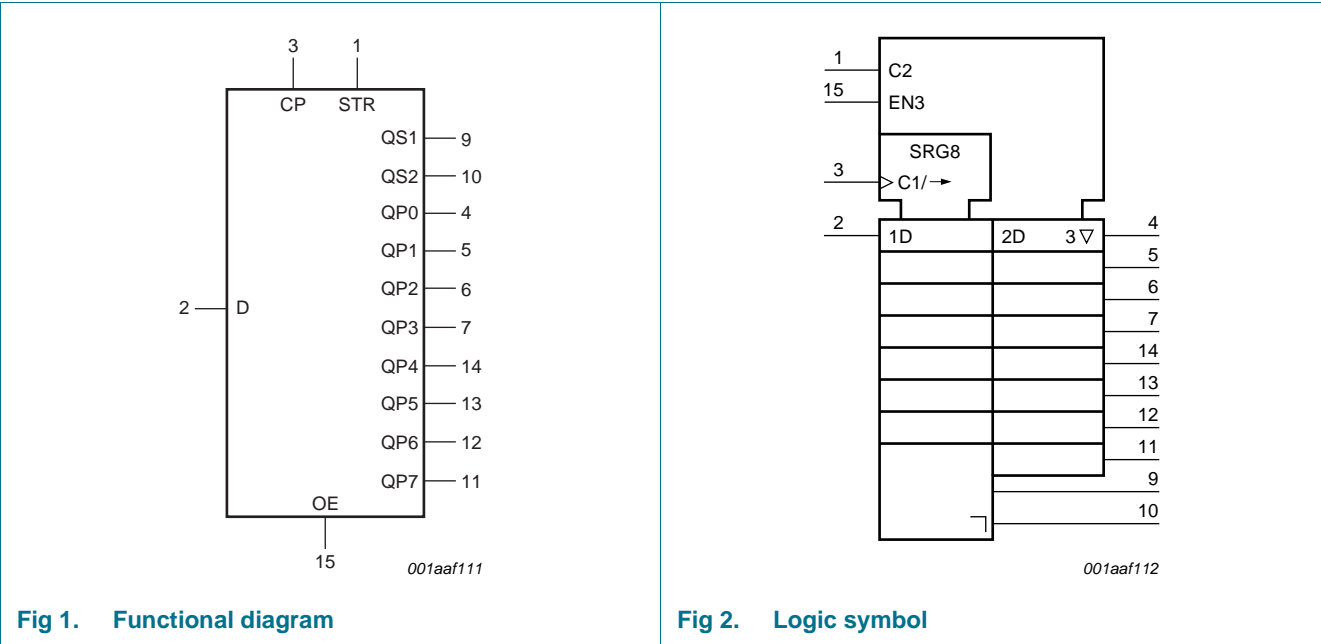 3 1
CP STR
QS1 9
QS2 10
QP0 4
QP1 5
QP2 6
QP3 7
2 D
QP4 14
QP5 13
QP6 12
QP7 11
OE
15
001aaf111
Fig 1. Functional diagram
1 C2
15 EN3
SRG8
3 C1/→
2 1D 2D 3 ▽ 4
5
6
7
14
13
12
11
9
10
001aaf112
Fig 2. Logic symbol